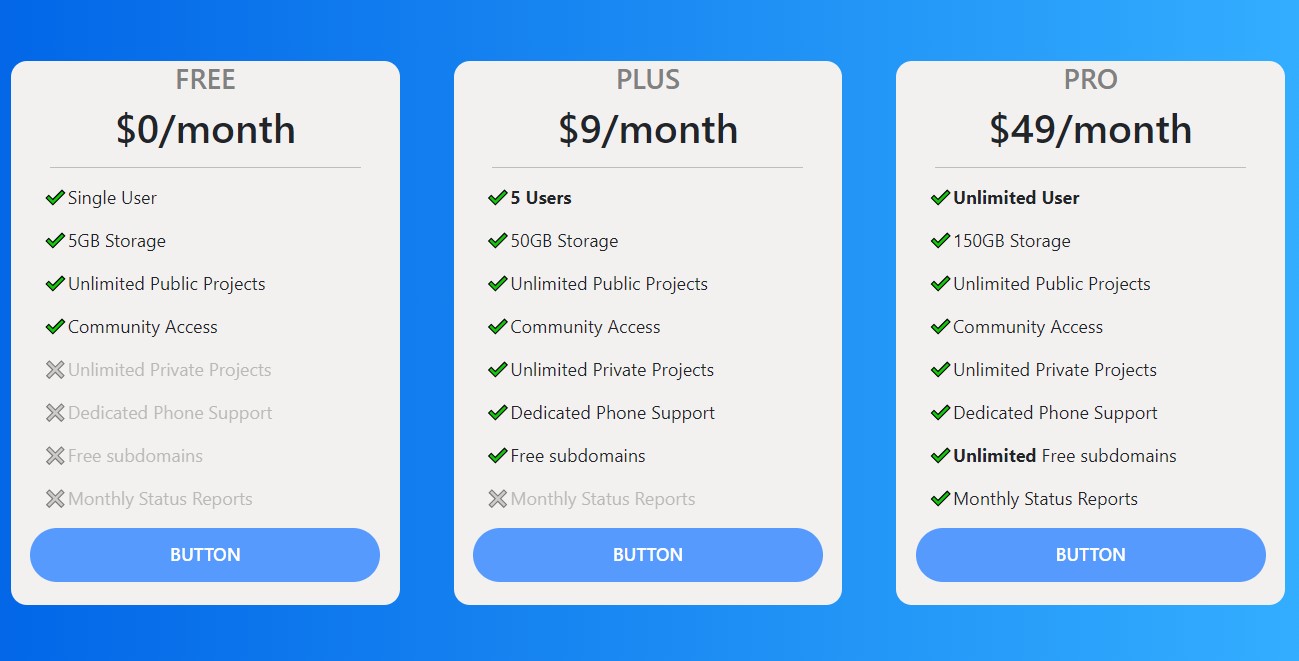 FREE
$0/month
Single User
5GB Storage
Unlimited Public Projects
Community Access
Unlimited Private Projects
Dedicated Phone Support
Free subdomains
Monthly Status Reports
BUTTON
PLUS
$9/month
5 Users
50GB Storage
Unlimited Public Projects
Community Access
Unlimited Private Projects
Dedicated Phone Support
Free subdomains
Monthly Status Reports
BUTTON
PRO
$49/month
Unlimited User
150GB Storage
Unlimited Public Projects
Community Access
Unlimited Private Projects
Dedicated Phone Support
Unlimited Free subdomains
Monthly Status Reports
BUTTON